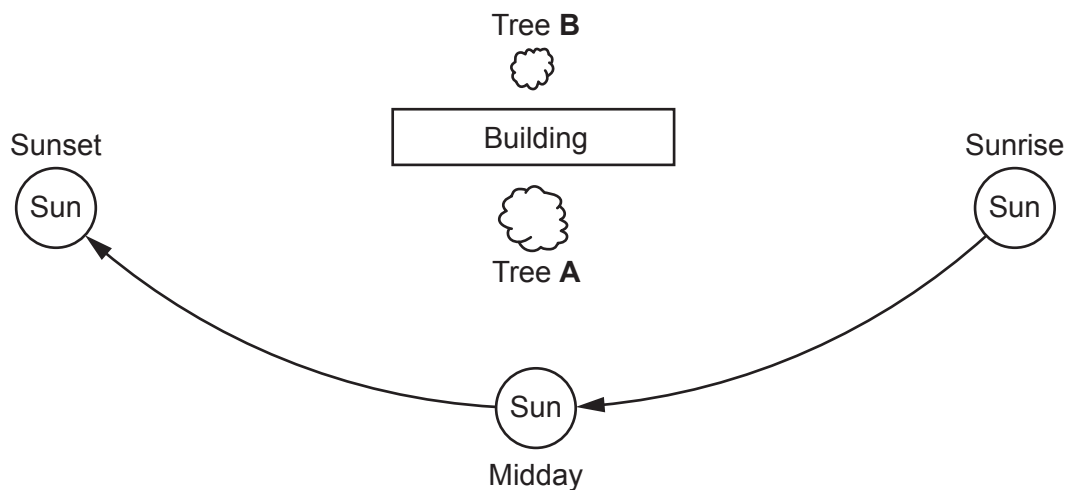 Tree B
Building
Sunset
Sunrise
Sun
Sun
Tree A
Sun
Midday